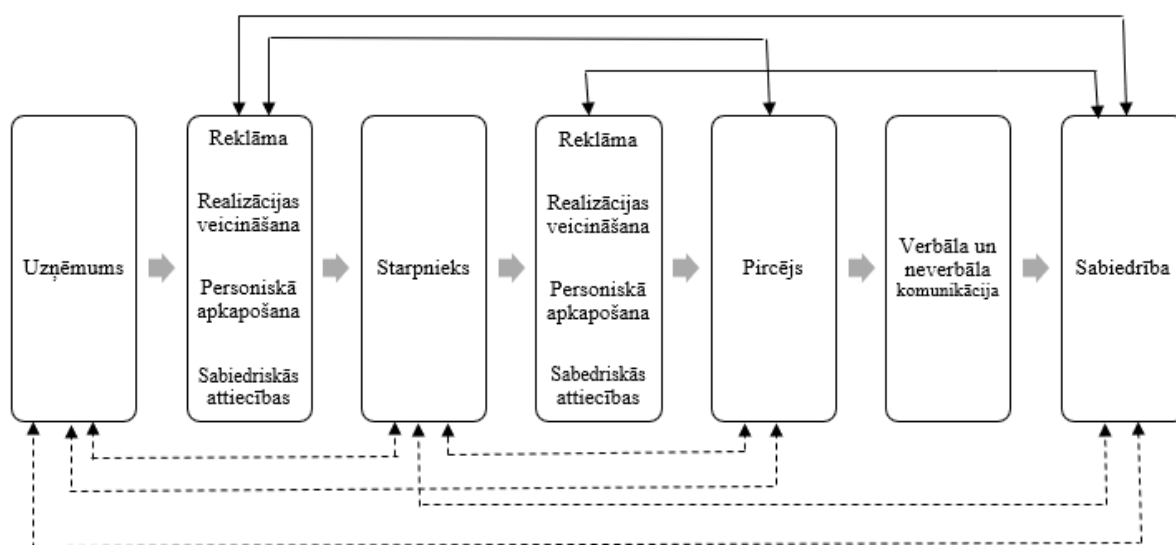 Uzņēmums
Reklāma
Realizācijas
veicināšana
Personiskā
apkapošana
Sabiedriskās
attiecības
Starpnieks
Reklāma
Realizācijas
veicināšana
Personiskā
apkapošana
Sabedriskās
attiecības
Pircējs
Verbāla un
neverbāla
komunikācija
Sabiedrība